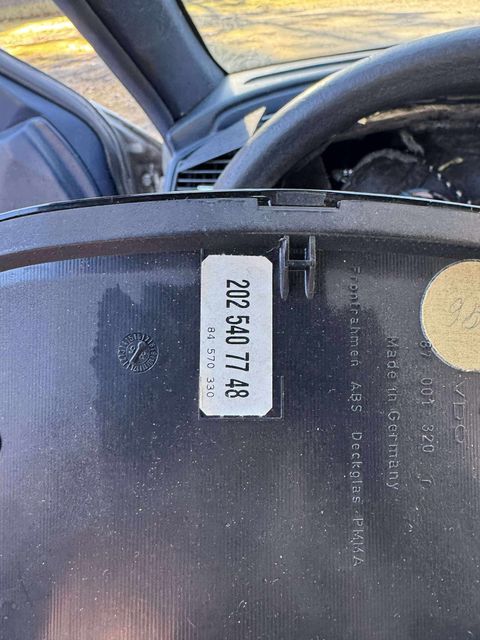 202 540 77 48
84 570 330
Frontrahmen ABS Deckglas PMMA
Made in Germany
87 001 320
VDO